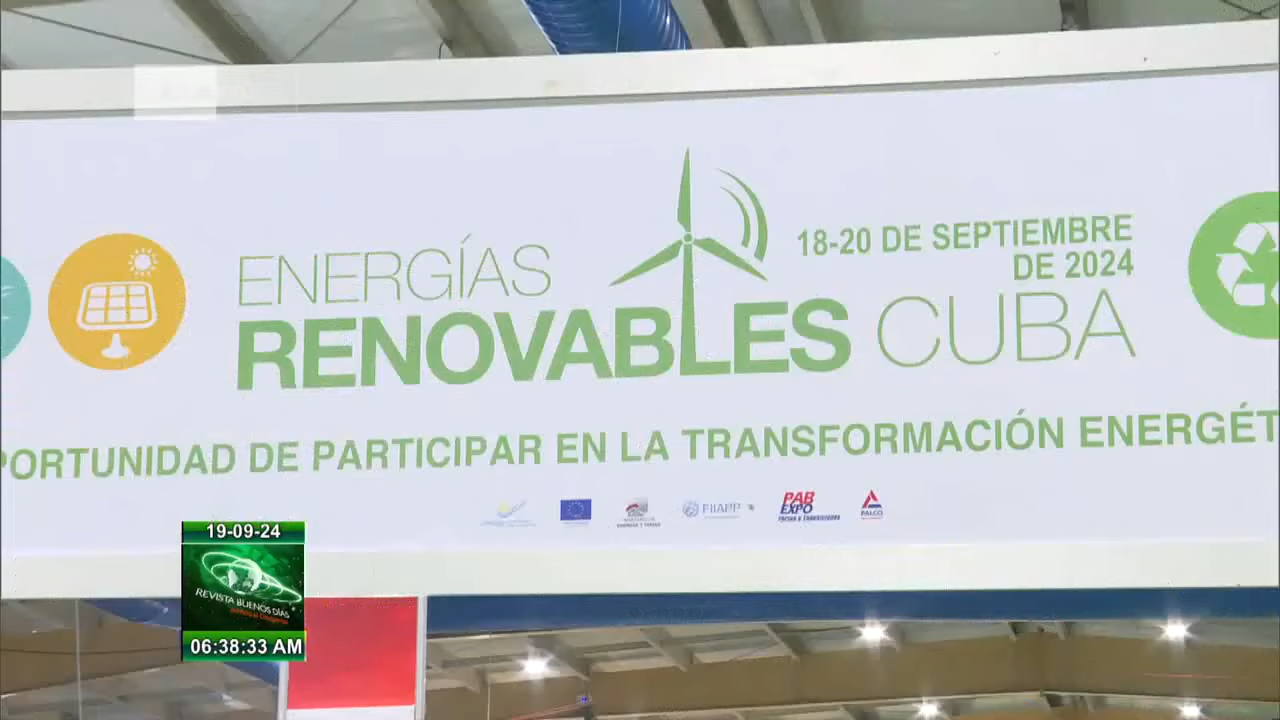 ENERGÍAS
RENOVABLES CUBA
18-20 DE SEPTIEMBRE
DE 2024
PORTUNIDAD DE PARTICIPAR EN LA TRANSFORMACIÓN ENERGÉT
FIIAPP
PABEXPO
PALCO
19-09-24
REVISTA BUENOS DÍAS
06:38:33 AM